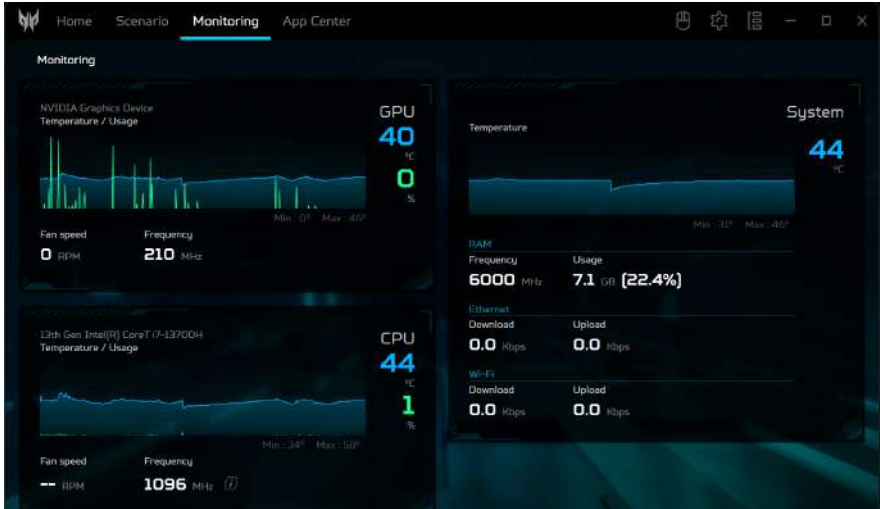 Home Scenario Monitoring App Center
Monitoring
NVIDIA Graphics Device
Temperature / Usage
GPU
40
°C
0
%
Min : 0° Max : 46°
Fan speed Frequency
0 RPM 210 MHz
13th Gen Intel(R) CoreT i7-13700H
Temperature / Usage
CPU
44
°C
1
%
Min : 34° Max : 58°
Fan speed Frequency
-- RPM 1096 MHz
System
Temperature
44
°C
Min : 31° Max : 46°
RAM
Frequency Usage
6000 MHz 7.1 GB (22.4%)
Ethernet
Download Upload
0.0 Kbps 0.0 Kbps
Wi-Fi
Download Upload
0.0 Kbps 0.0 Kbps